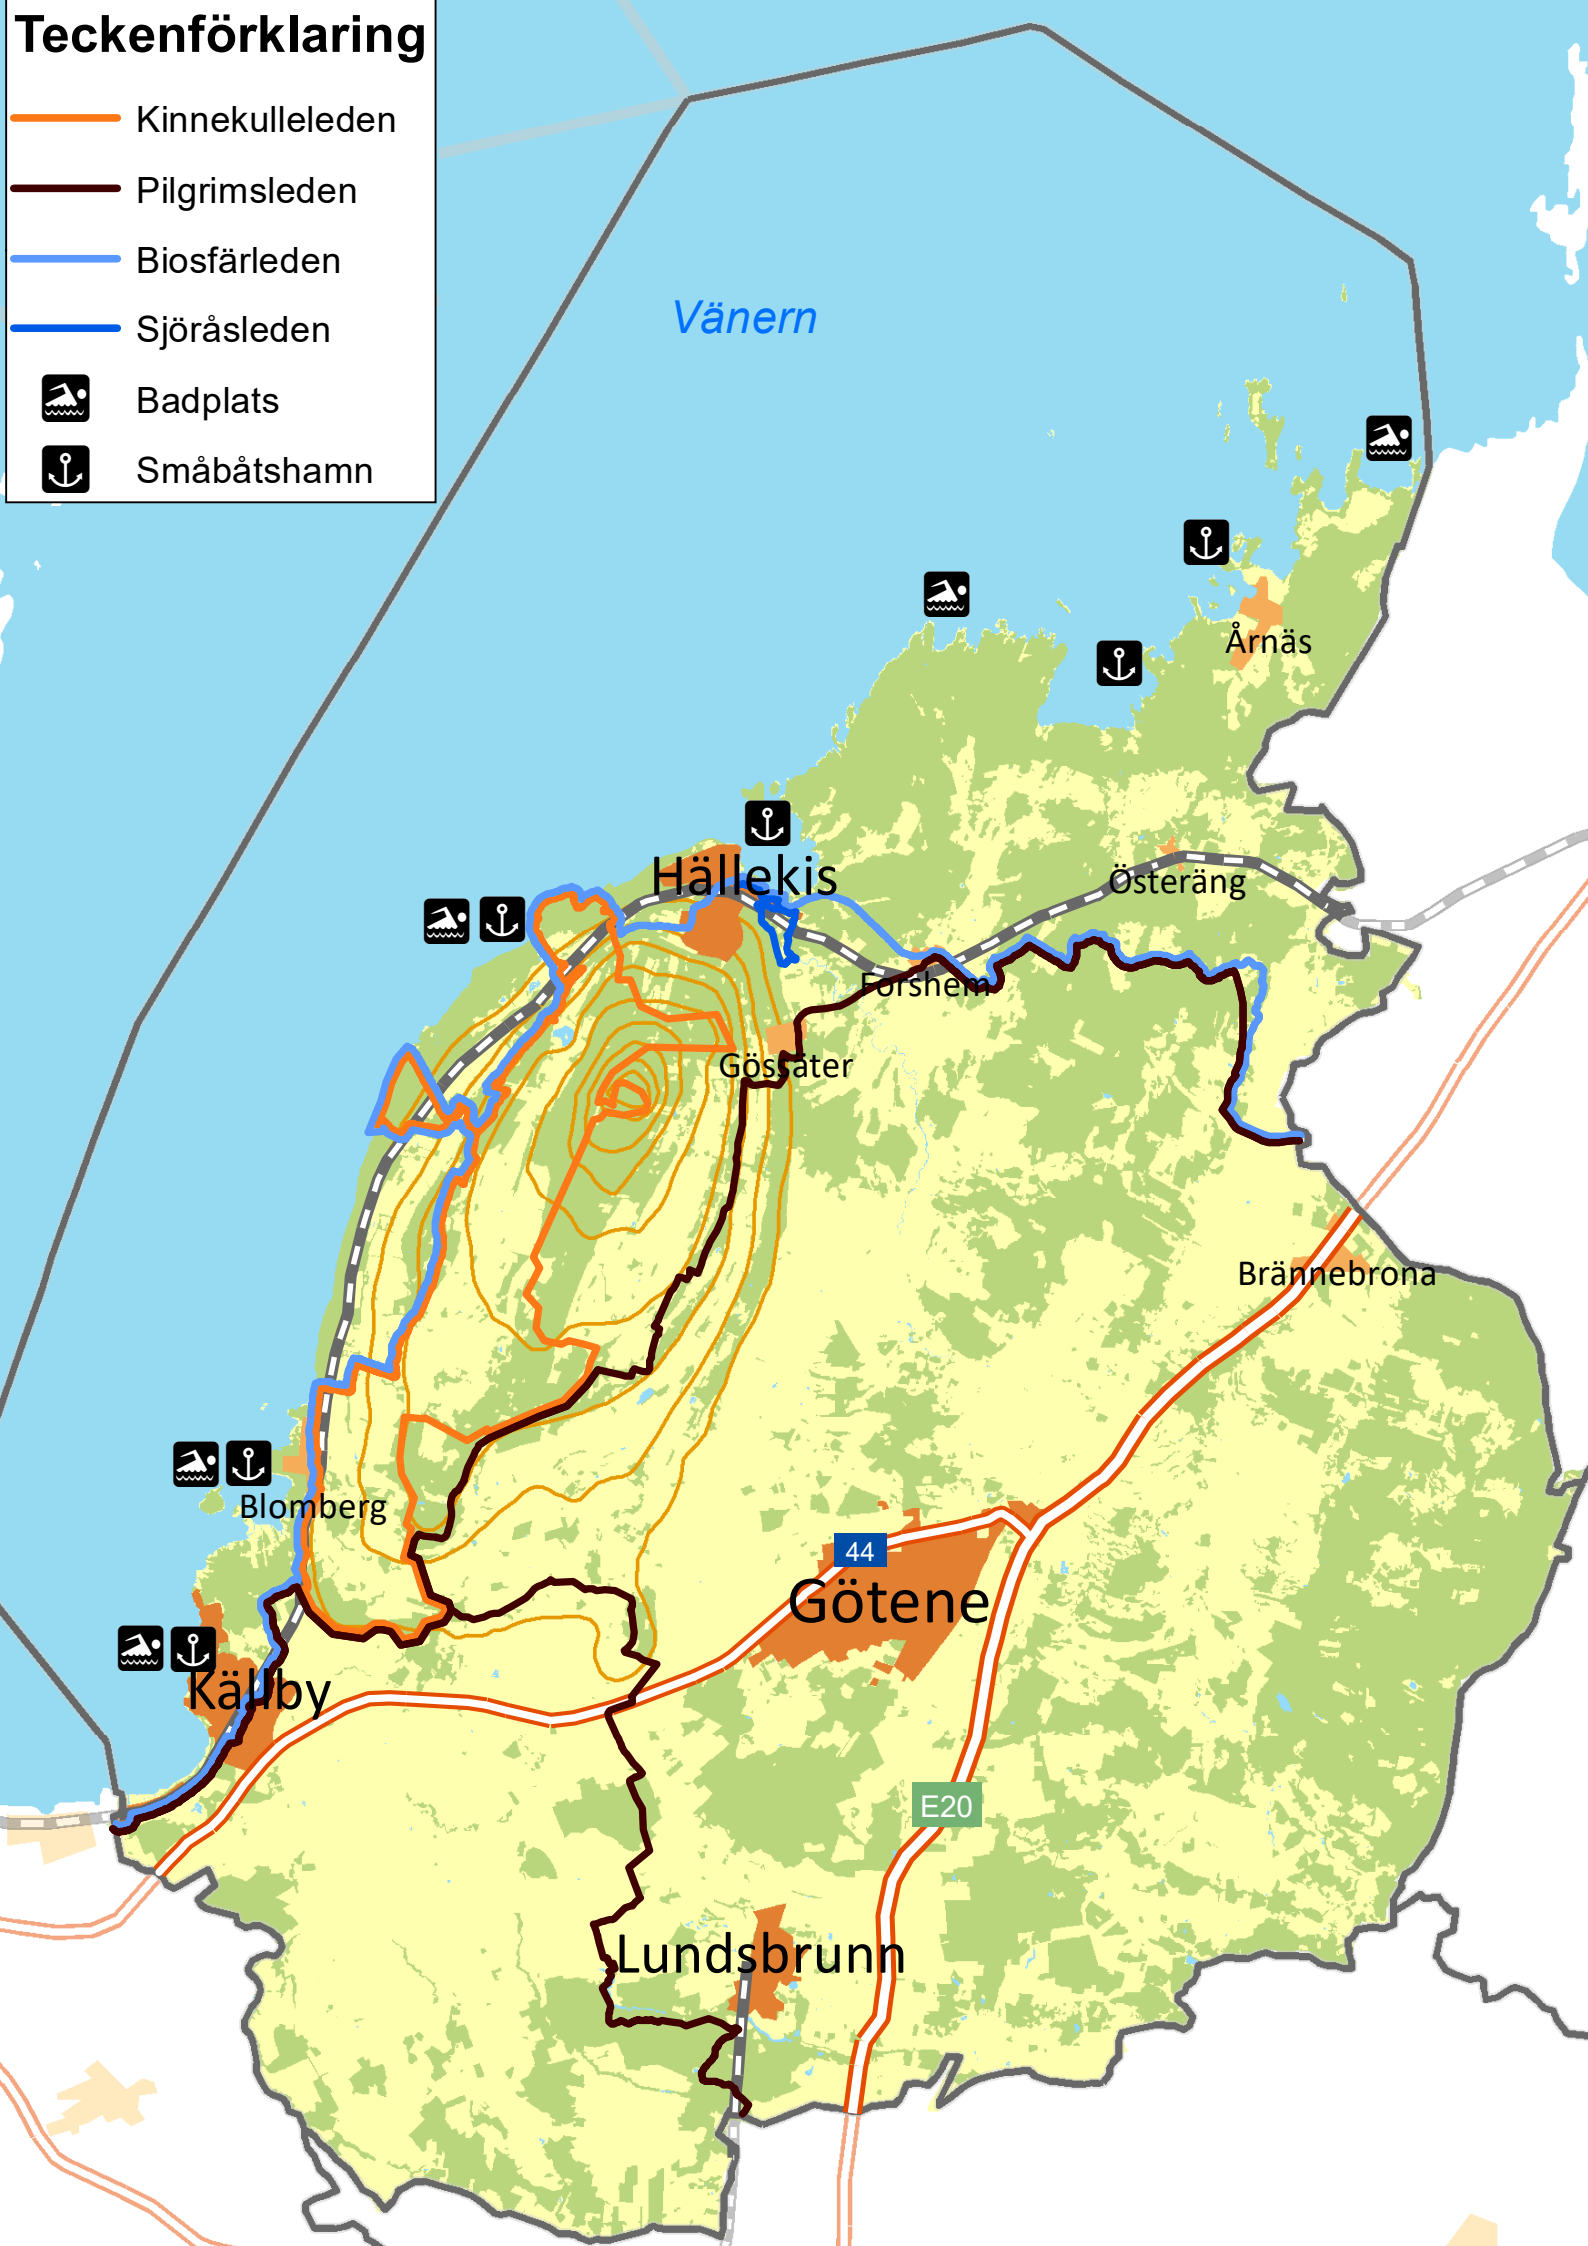 Teckenförklaring
Kinnekulleleden
Pilgrimsleden
Biosfärleden
Sjöråsleden
Badplats
Småbåtshamn
Vänern
Årnäs
Hällekis
Österäng
Forshem
Gössäter
Brännebrona
Blomberg
44
Götene
Källby
E20
Lundsbrunn